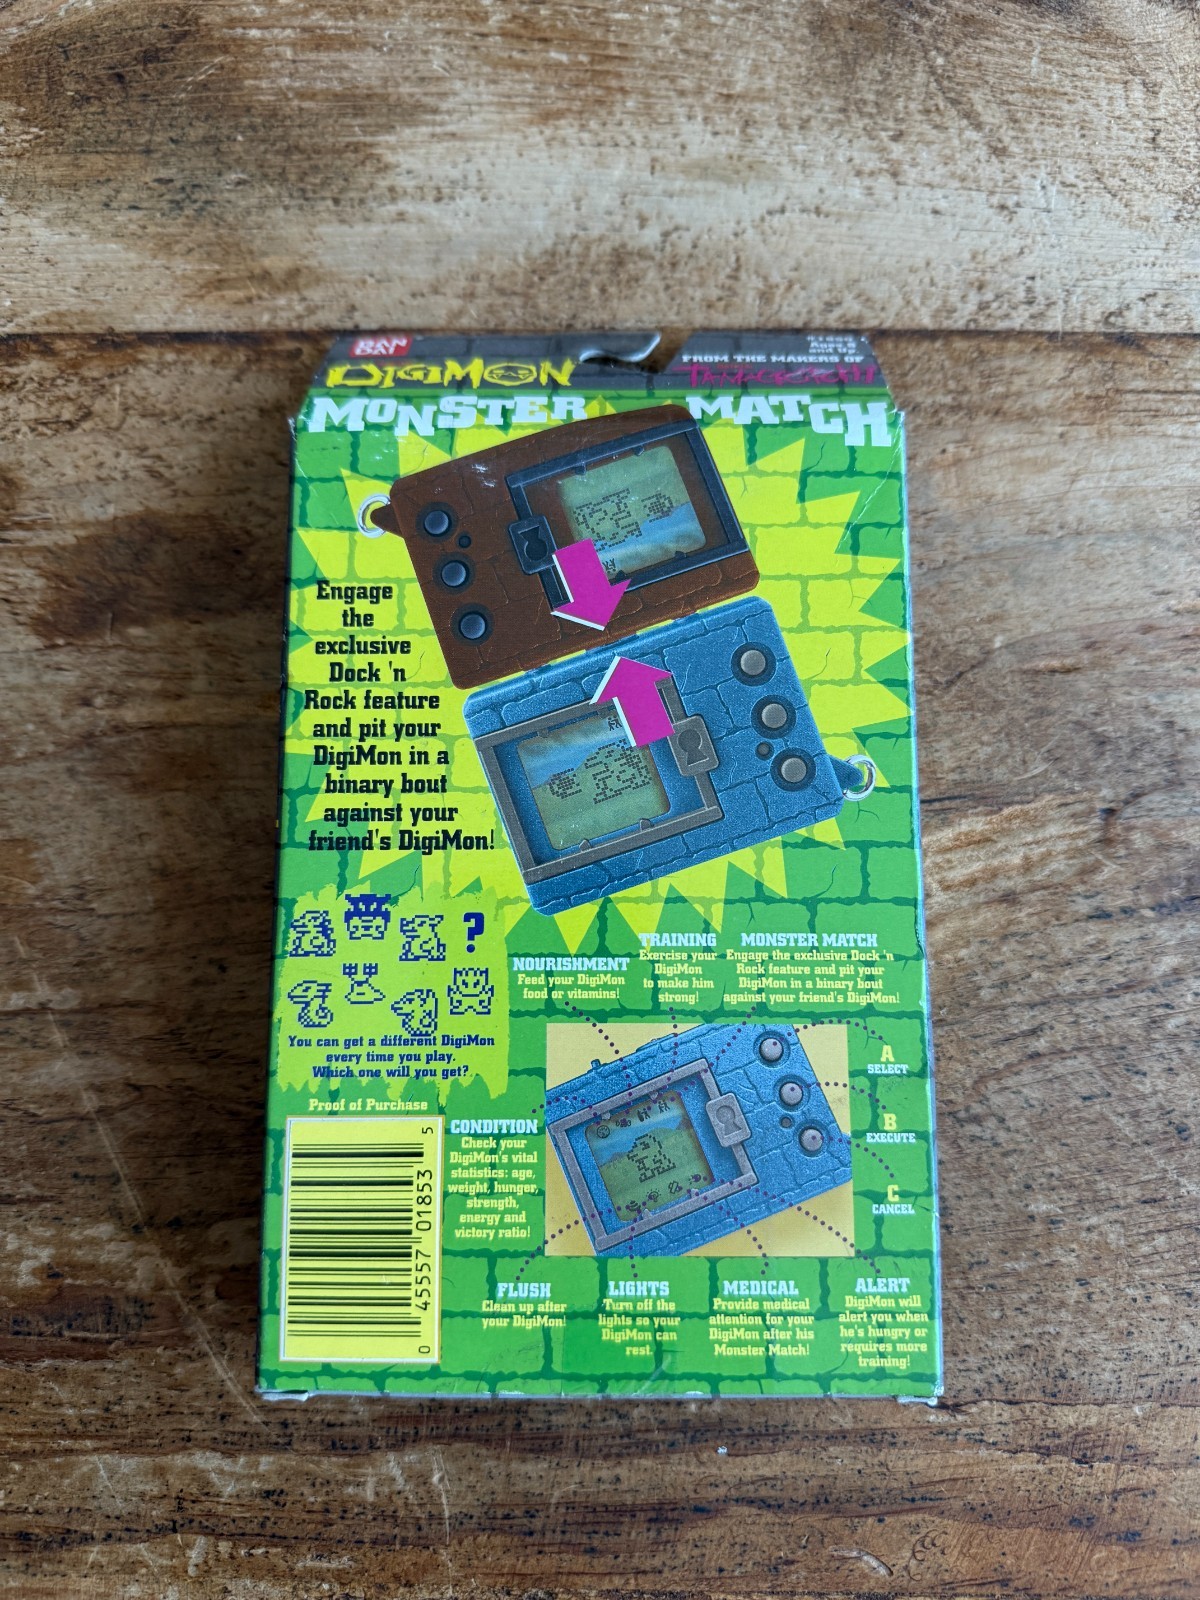 BAN
DAI
Ages 8
and Up.
DIGIMON
FROM THE MAKERS OF
TAMAGOTCHI
MONSTER MATCH
Engage
the
exclusive
Dock 'n
Rock feature
and pit your
DigiMon in a
binary bout
against your
friend's DigiMon!
?
You can get a different DigiMon
every time you play.
Which one will you get?
Proof of Purchase
0 45557 01853 5
NOURISHMENT
Feed your DigiMon
food or vitamins!
TRAINING
Exercise your
DigiMon
to make him
strong!
MONSTER MATCH
Engage the exclusive Dock 'n
Rock feature and pit your
DigiMon in a binary bout
against your friend's DigiMon!
A
SELECT
B
EXECUTE
C
CANCEL
CONDITION
Check your
DigiMon's vital
statistics: age,
weight, hunger,
strength,
energy and
victory ratio!
FLUSH
Clean up after
your DigiMon!
LIGHTS
Turn off the
lights so your
DigiMon can
rest.
MEDICAL
Provide medical
attention for your
DigiMon after his
Monster Match!
ALERT
DigiMon will
alert you when
he's hungry or
requires more
training!